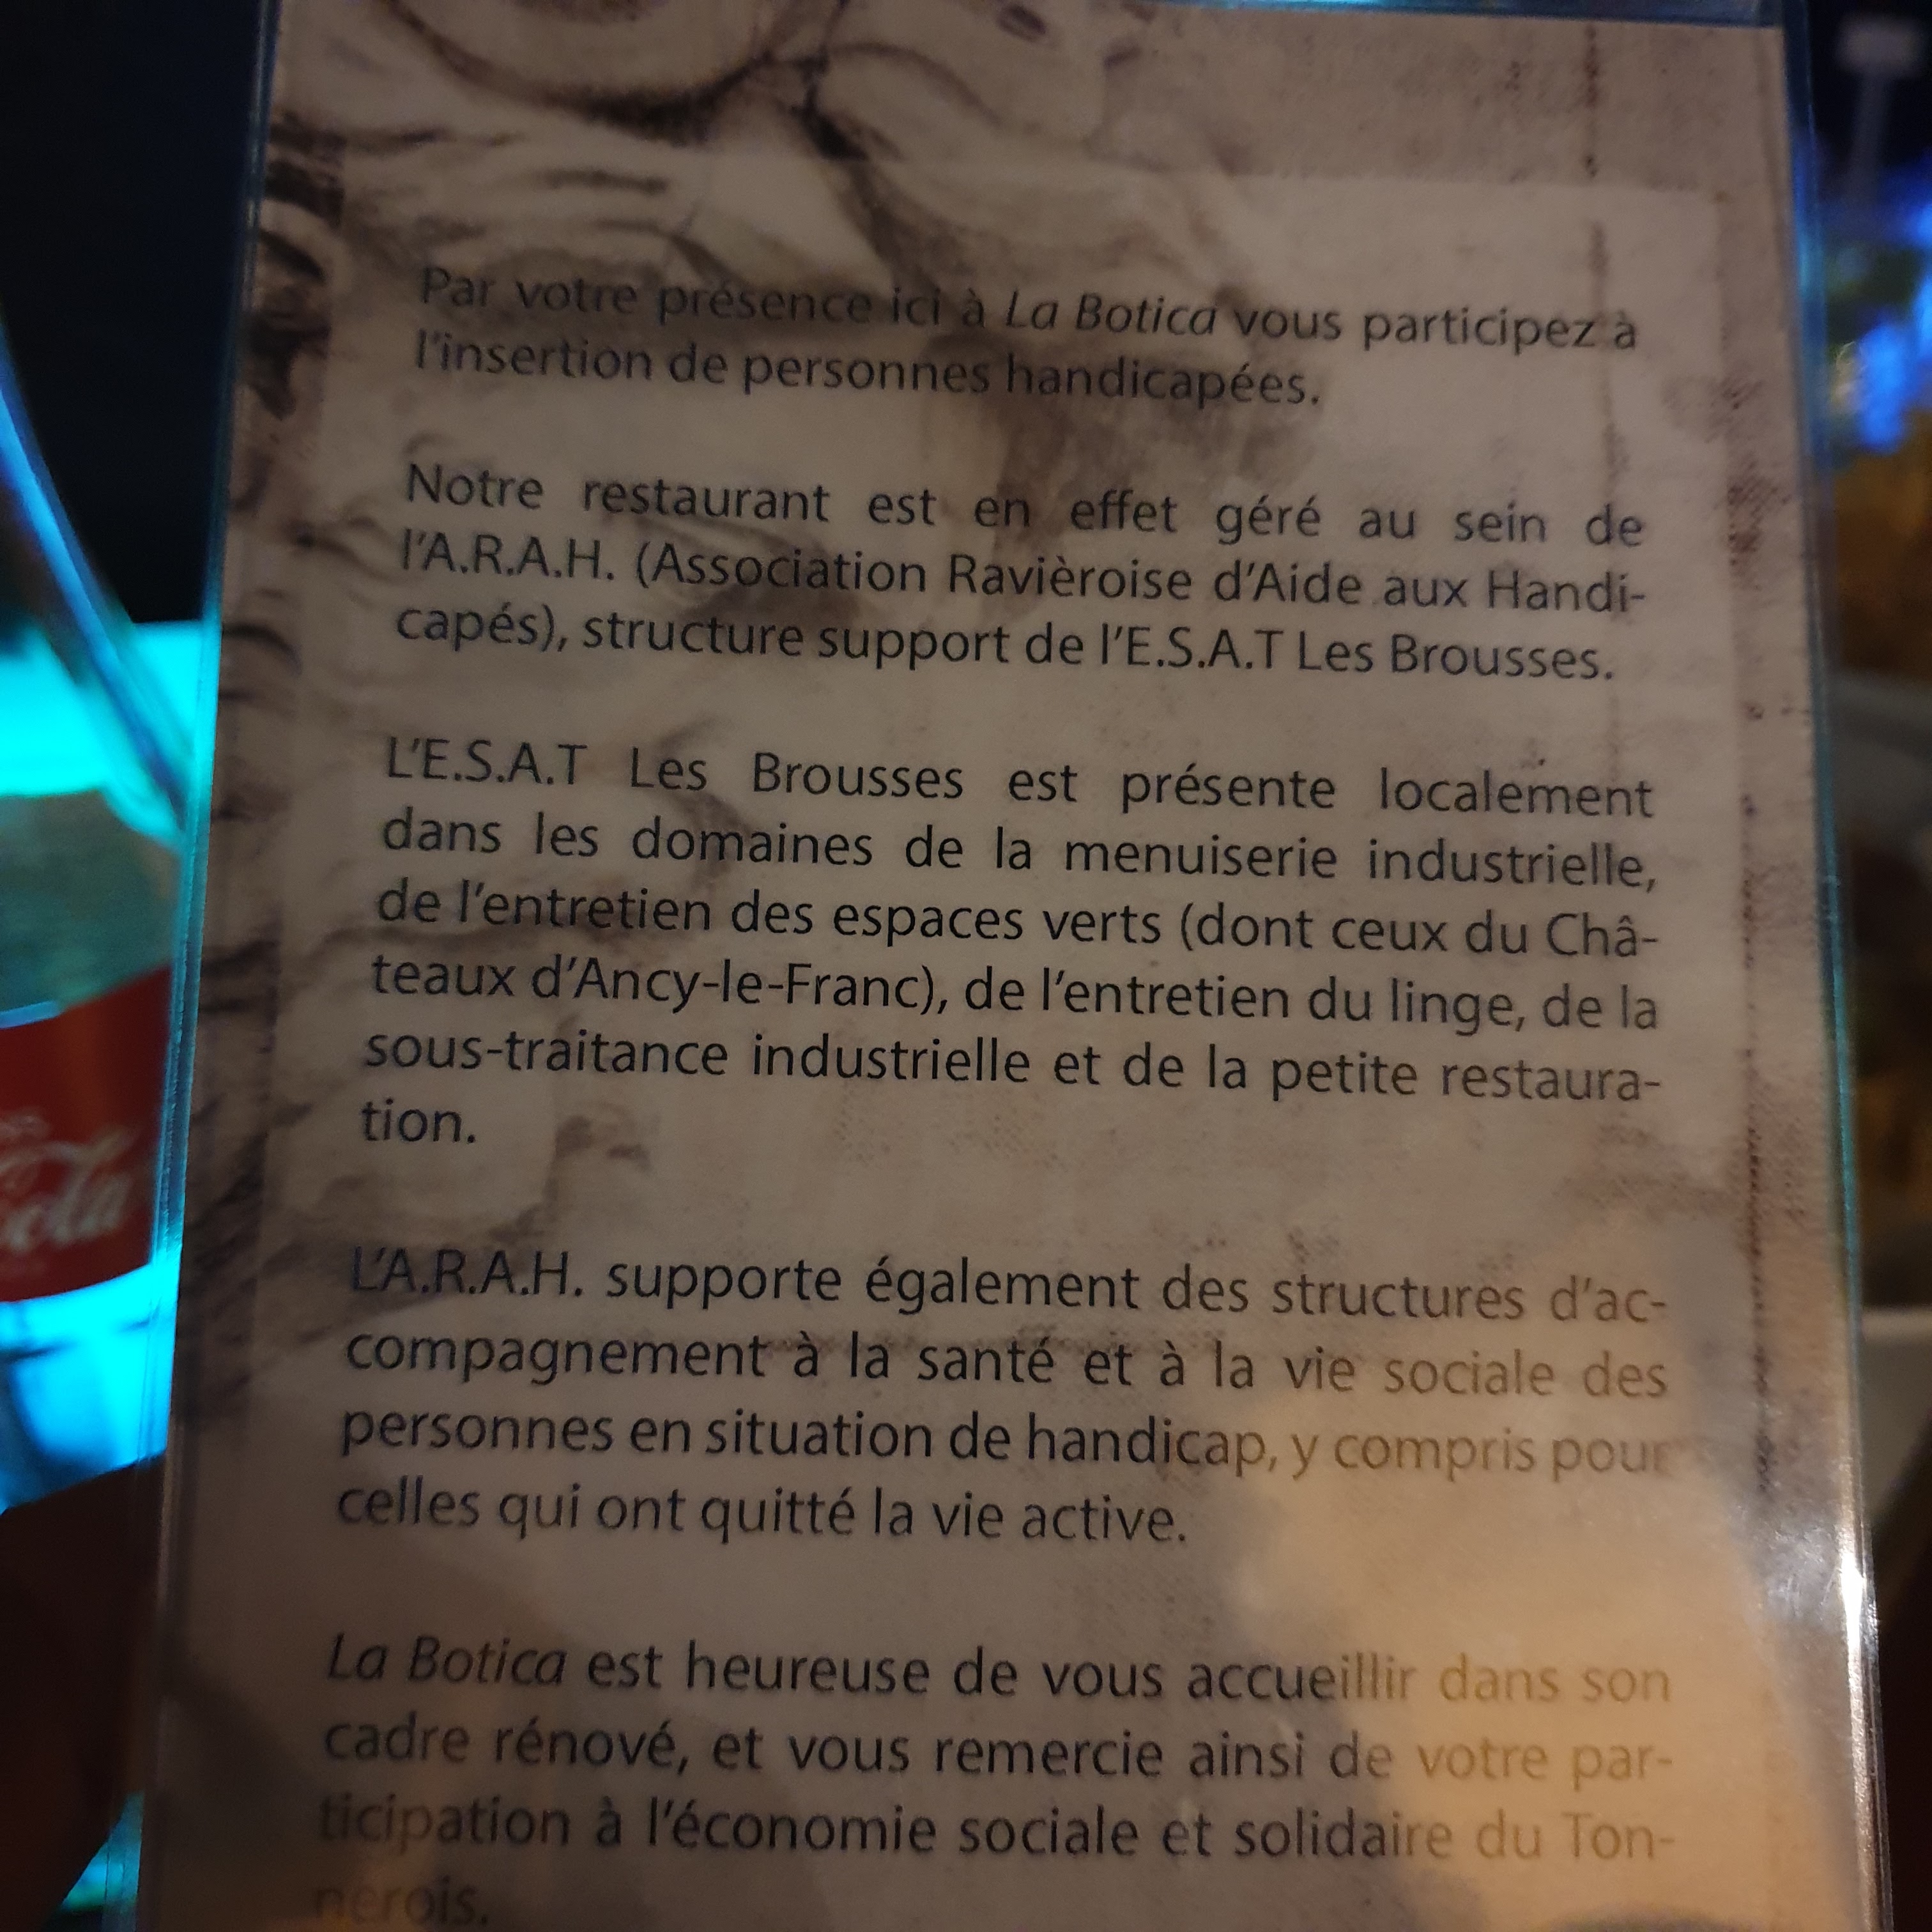 Par votre présence ici à La Botica vous participez à
l'insertion de personnes handicapées.
Notre restaurant est en effet géré au sein de
l'A.R.A.H. (Association Ravièroise d'Aide aux Handi-
capés), structure support de l'E.S.A.T Les Brousses.
L'E.S.A.T Les Brousses est présente localement
dans les domaines de la menuiserie industrielle,
de l'entretien des espaces verts (dont ceux du Châ-
teaux d'Ancy-le-Franc), de l'entretien du linge, de la
sous-traitance industrielle et de la petite restaura-
tion.
L'A.R.A.H. supporte également des structures d'ac-
compagnement à la santé et à la vie sociale des
personnes en situation de handicap, y compris pour
celles qui ont quitté la vie active.
La Botica est heureuse de vous accueillir dans son
cadre rénové, et vous remercie ainsi de votre par-
ticipation à l'économie sociale et solidaire du Ton-
nerois.
Cola